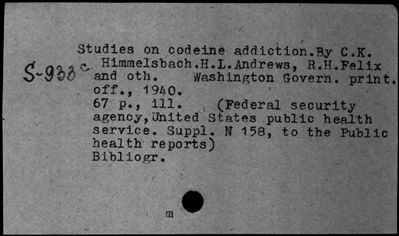 Studies on codeine addiction.By C.K.
Himmelsbach.H.L.Andrews, R.H.Felix
S-933c and oth. Washington Govern. print.
off., 1940.
67 p., ill. (Federal security
agency,United States public health
service. Suppl. N 158, to the Public
health reports)
Bibliogr.
m